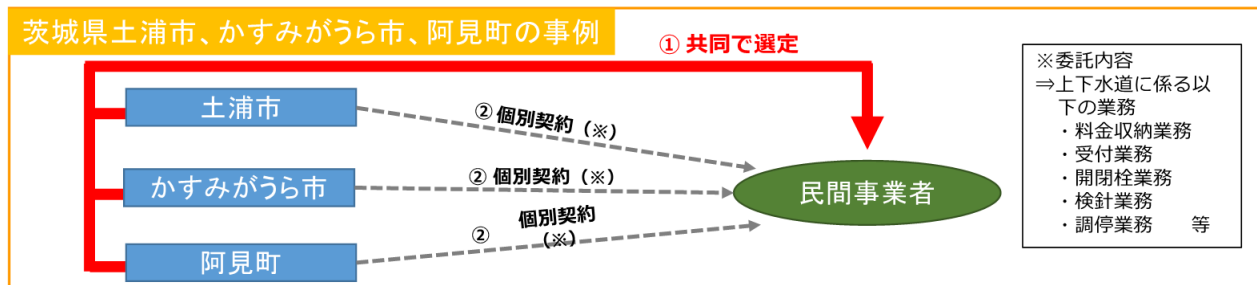 茨城県土浦市、かすみがうら市、阿見町の事例
① 共同で選定
土浦市
② 個別契約（※）
かすみがうら市
② 個別契約（※）
阿見町
②
個別契約
（※）
民間事業者
※委託内容
⇒上下水道に係る以
下の業務
・料金収納業務
・受付業務
・開閉栓業務
・検針業務
・調停業務　　等